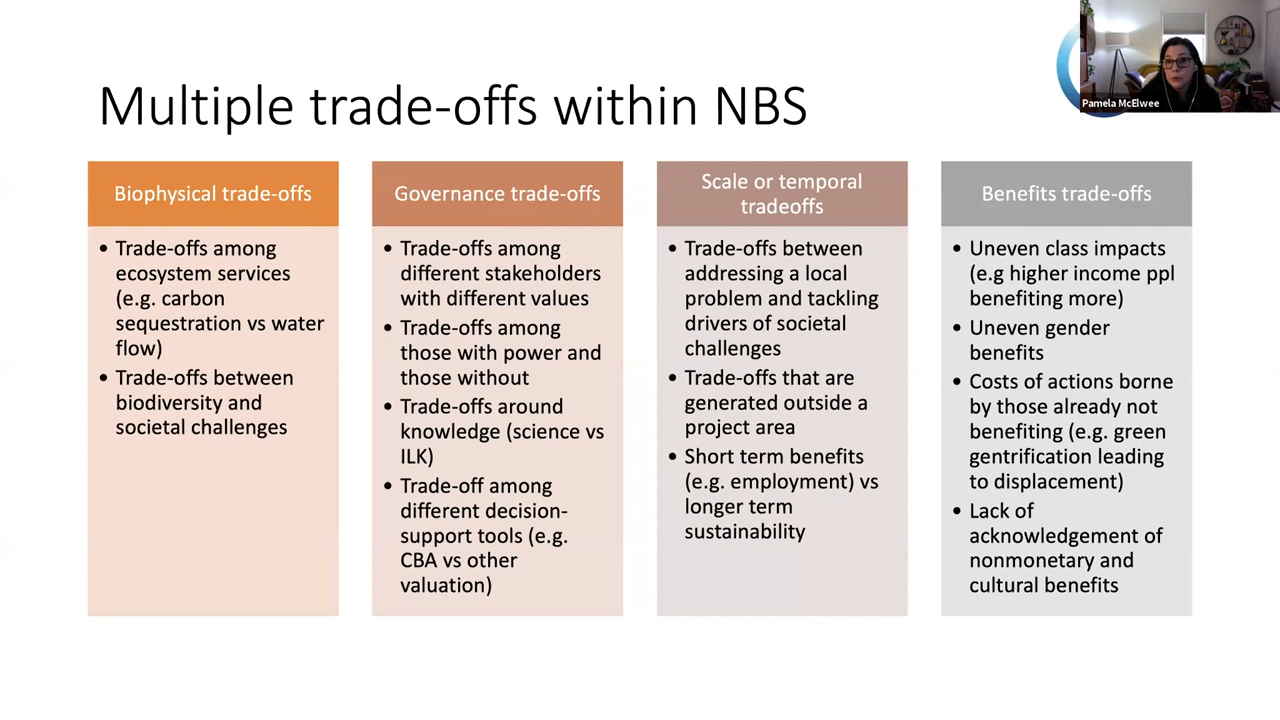 Multiple trade-offs within NBS
Pamela McElwee
Biophysical trade-offs
• Trade-offs among
ecosystem services
(e.g. carbon
sequestration vs water
flow)
• Trade-offs between
biodiversity and
societal challenges
Governance trade-offs
• Trade-offs among
different stakeholders
with different values
• Trade-offs among
those with power and
those without
• Trade-offs around
knowledge (science vs
ILK)
• Trade-off among
different decision-
support tools (e.g.
CBA vs other
valuation)
Scale or temporal
tradeoffs
• Trade-offs between
addressing a local
problem and tackling
drivers of societal
challenges
• Trade-offs that are
generated outside a
project area
• Short term benefits
(e.g. employment) vs
longer term
sustainability
Benefits trade-offs
• Uneven class impacts
(e.g higher income ppl
benefiting more)
• Uneven gender
benefits
• Costs of actions borne
by those already not
benefiting (e.g. green
gentrification leading
to displacement)
• Lack of
acknowledgement of
nonmonetary and
cultural benefits